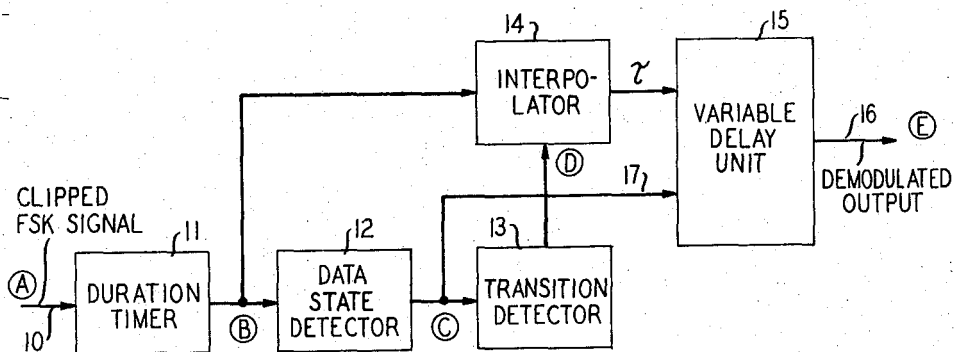 14
INTERPO-
LATOR
τ
15
VARIABLE
DELAY
UNIT
16
Ⓔ
DEMODULATED
OUTPUT
Ⓓ
17
CLIPPED
FSK SIGNAL
Ⓐ
10
11
DURATION
TIMER
Ⓑ
12
DATA
STATE
DETECTOR
Ⓒ
13
TRANSITION
DETECTOR